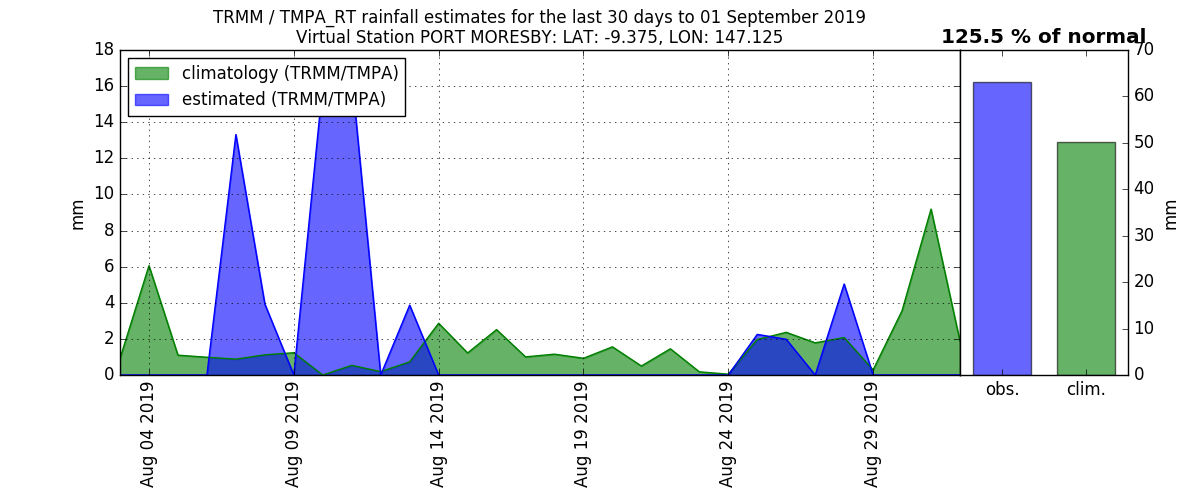 TRMM / TMPA_RT rainfall estimates for the last 30 days to 01 September 2019
Virtual Station PORT MORESBY: LAT: -9.375, LON: 147.125
125.5 % of normal
climatology (TRMM/TMPA)
estimated (TRMM/TMPA)
18
16
14
12
10
8
6
4
2
0
mm
Aug 04 2019
Aug 09 2019
Aug 14 2019
Aug 19 2019
Aug 24 2019
Aug 29 2019
obs.
clim.
70
60
50
40
30
20
10
0
mm